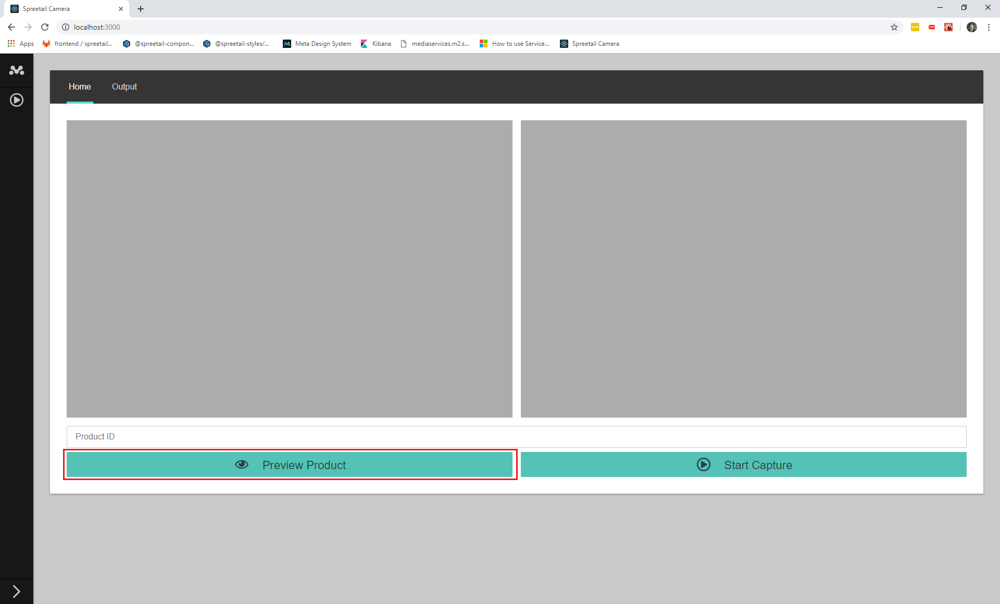 Spreetail Camera
localhost:3000
Apps
frontend / spreetail...
@spreetail-compon...
@spreetail-styles/...
Meta Design System
Kibana
mediaservices.m2.s...
How to use Service...
Spreetail Camera
Home
Output
Product ID
Preview Product
Start Capture